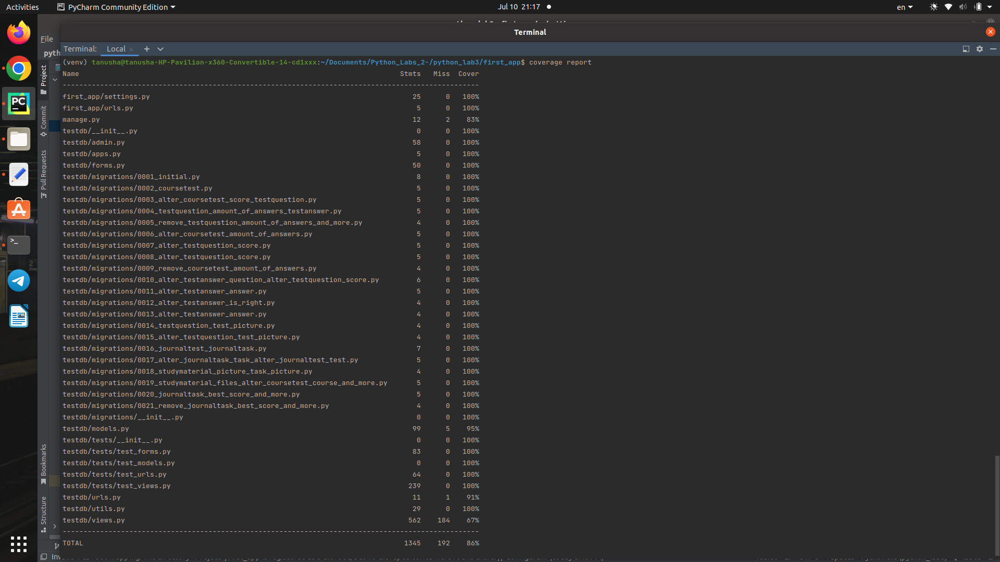 Activities PyCharm Community Edition Jul 10 21:17 en
Terminal
File
pyth
Terminal: Local
Project
Commit
Pull Requests
Bookmarks
Structure
(venv) tanusha@tanusha-HP-Pavilion-x360-Convertible-14-cd1xxx:~/Documents/Python_Labs_2-/python_lab3/first_app$ coverage report
Name Stmts Miss Cover
--------------------------------------------------------------------------------
first_app/settings.py 25 0 100%
first_app/urls.py 5 0 100%
manage.py 12 2 83%
testdb/__init__.py 0 0 100%
testdb/admin.py 58 0 100%
testdb/apps.py 5 0 100%
testdb/forms.py 50 0 100%
testdb/migrations/0001_initial.py 8 0 100%
testdb/migrations/0002_coursetest.py 5 0 100%
testdb/migrations/0003_alter_coursetest_score_testquestion.py 5 0 100%
testdb/migrations/0004_testquestion_amount_of_answers_testanswer.py 5 0 100%
testdb/migrations/0005_remove_testquestion_amount_of_answers_and_more.py 4 0 100%
testdb/migrations/0006_alter_coursetest_amount_of_answers.py 5 0 100%
testdb/migrations/0007_alter_testquestion_score.py 5 0 100%
testdb/migrations/0008_alter_testquestion_score.py 5 0 100%
testdb/migrations/0009_remove_coursetest_amount_of_answers.py 4 0 100%
testdb/migrations/0010_alter_testanswer_question_alter_testquestion_score.py 6 0 100%
testdb/migrations/0011_alter_testanswer_answer.py 5 0 100%
testdb/migrations/0012_alter_testanswer_is_right.py 4 0 100%
testdb/migrations/0013_alter_testanswer_answer.py 4 0 100%
testdb/migrations/0014_testquestion_test_picture.py 4 0 100%
testdb/migrations/0015_alter_testquestion_test_picture.py 4 0 100%
testdb/migrations/0016_journaltest_journaltask.py 7 0 100%
testdb/migrations/0017_alter_journaltask_task_alter_journaltest_test.py 5 0 100%
testdb/migrations/0018_studymaterial_picture_task_picture.py 4 0 100%
testdb/migrations/0019_studymaterial_files_alter_coursetest_course_and_more.py 5 0 100%
testdb/migrations/0020_journaltask_best_score_and_more.py 5 0 100%
testdb/migrations/0021_remove_journaltask_best_score_and_more.py 4 0 100%
testdb/migrations/__init__.py 0 0 100%
testdb/models.py 99 5 95%
testdb/tests/__init__.py 0 0 100%
testdb/tests/test_forms.py 83 0 100%
testdb/tests/test_models.py 0 0 100%
testdb/tests/test_urls.py 64 0 100%
testdb/tests/test_views.py 239 0 100%
testdb/urls.py 11 1 91%
testdb/utils.py 29 0 100%
testdb/views.py 562 184 67%
--------------------------------------------------------------------------------
TOTAL 1345 192 86%